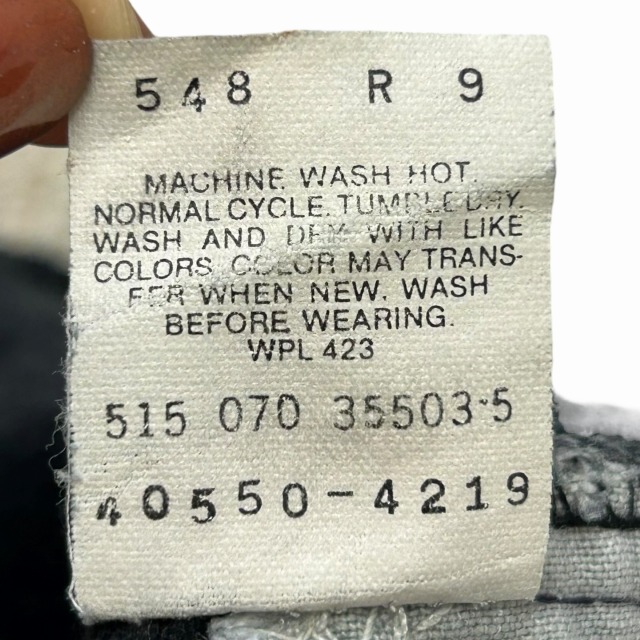 548 R 9
MACHINE WASH HOT.
NORMAL CYCLE. TUMBLE DRY.
WASH AND DRY WITH LIKE
COLORS. COLOR MAY TRANS-
FER WHEN NEW. WASH
BEFORE WEARING.
WPL 423
515 070 35503-5
40550-4219